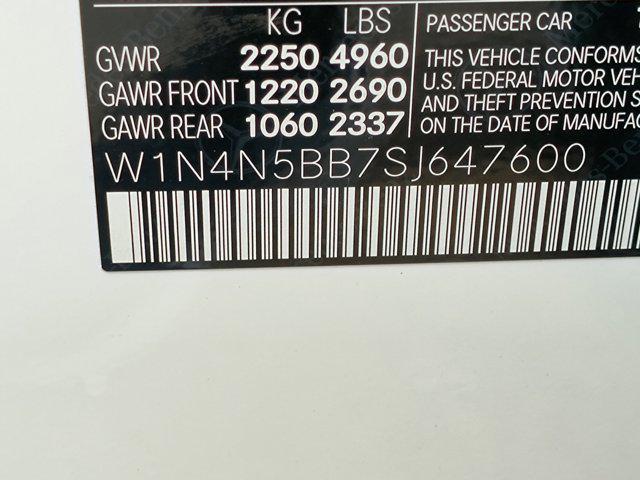 KG LBS PASSENGER CAR
GVWR 2250 4960 THIS VEHICLE CONFORMS
GAWR FRONT 1220 2690 U.S. FEDERAL MOTOR VEH
GAWR REAR 1060 2337 AND THEFT PREVENTION S
ON THE DATE OF MANUFA
W1N4N5BB7SJ647600